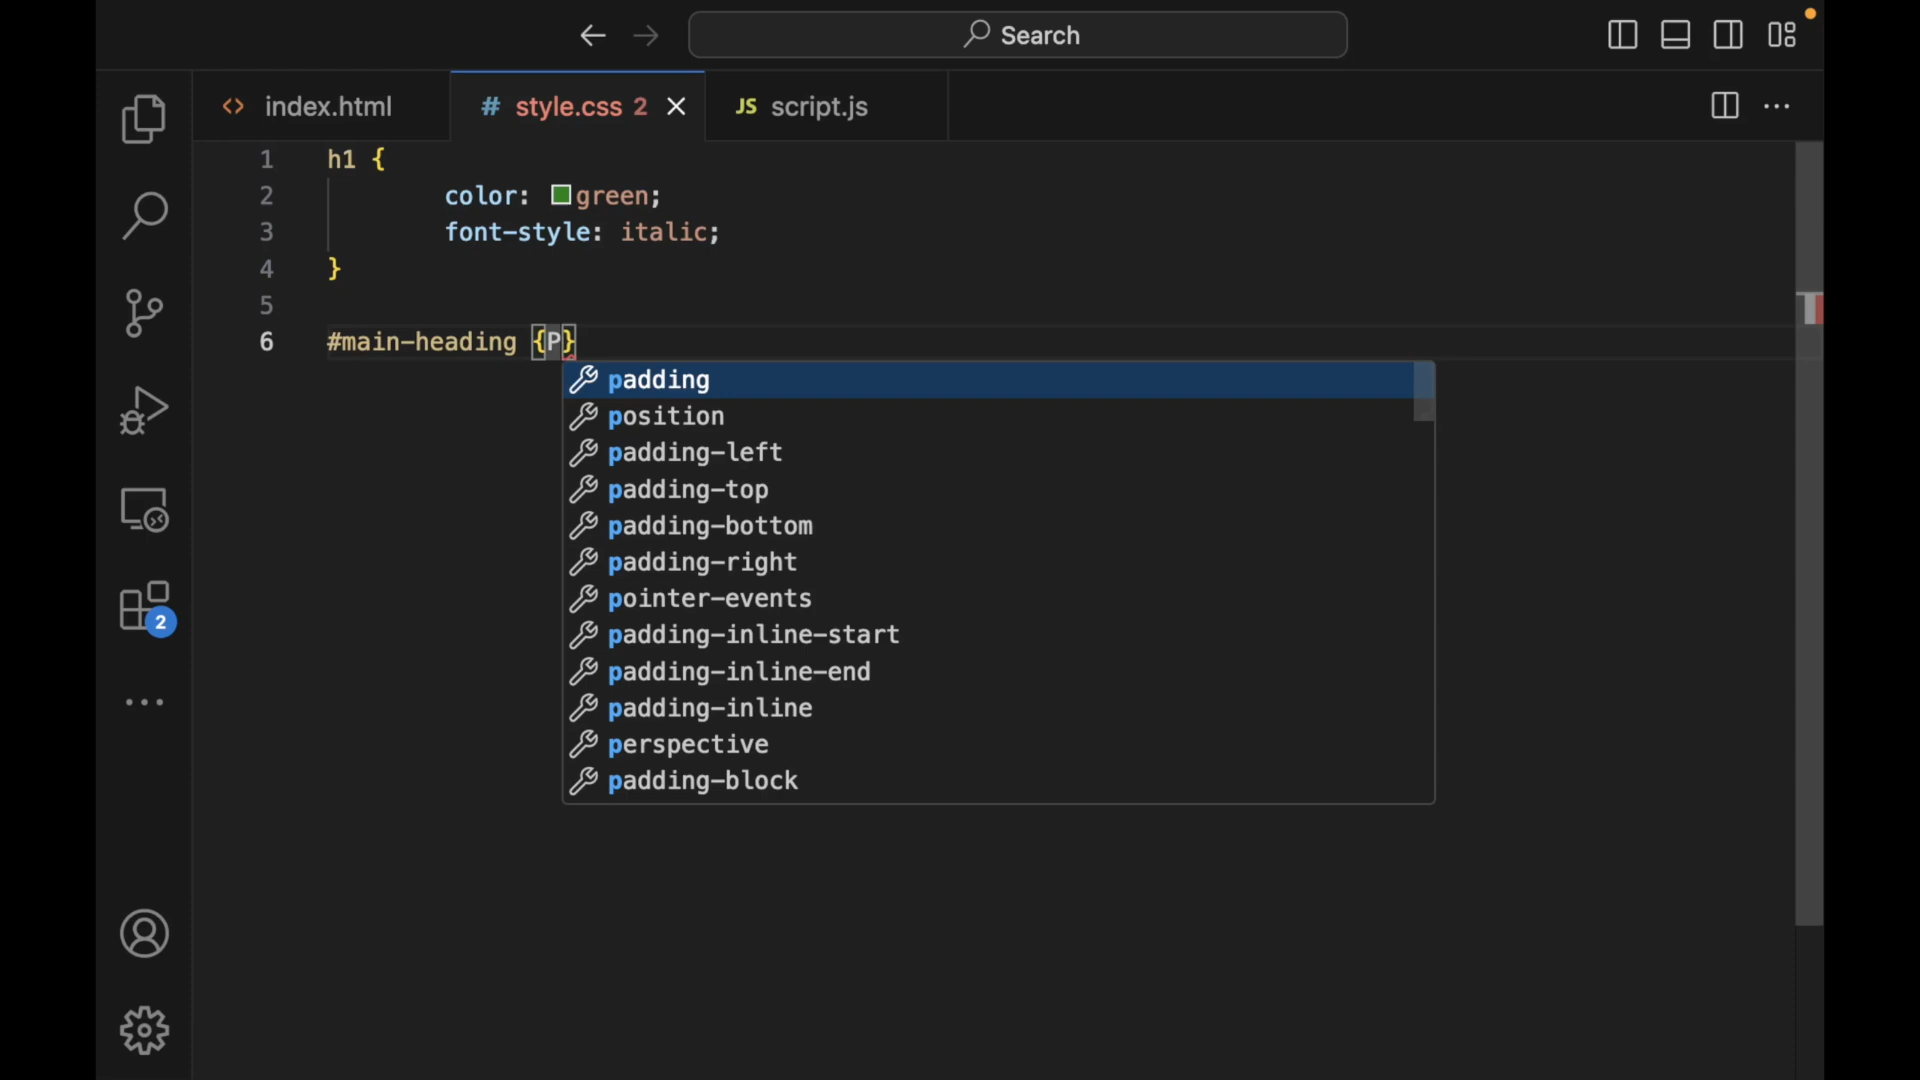 Search
index.html
# style.css 2
JS script.js
1 h1 {
2 color: green;
3 font-style: italic;
4 }
5
6 #main-heading {P}
padding
position
padding-left
padding-top
padding-bottom
padding-right
pointer-events
padding-inline-start
padding-inline-end
padding-inline
perspective
padding-block
2